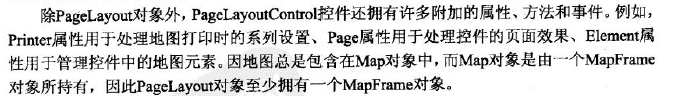 除PageLayout对象外，PageLayoutControl控件还拥有许多附加的属性、方法和事件。例如，
Printer属性用于处理地图打印时的系列设置、Page属性用于处理控件的页面效果、Element属
性用于管理控件中的地图元素。因地图总是包含在Map对象中，而Map对象是由一个MapFrame
对象所持有，因此PageLayout对象至少拥有一个MapFrame对象。